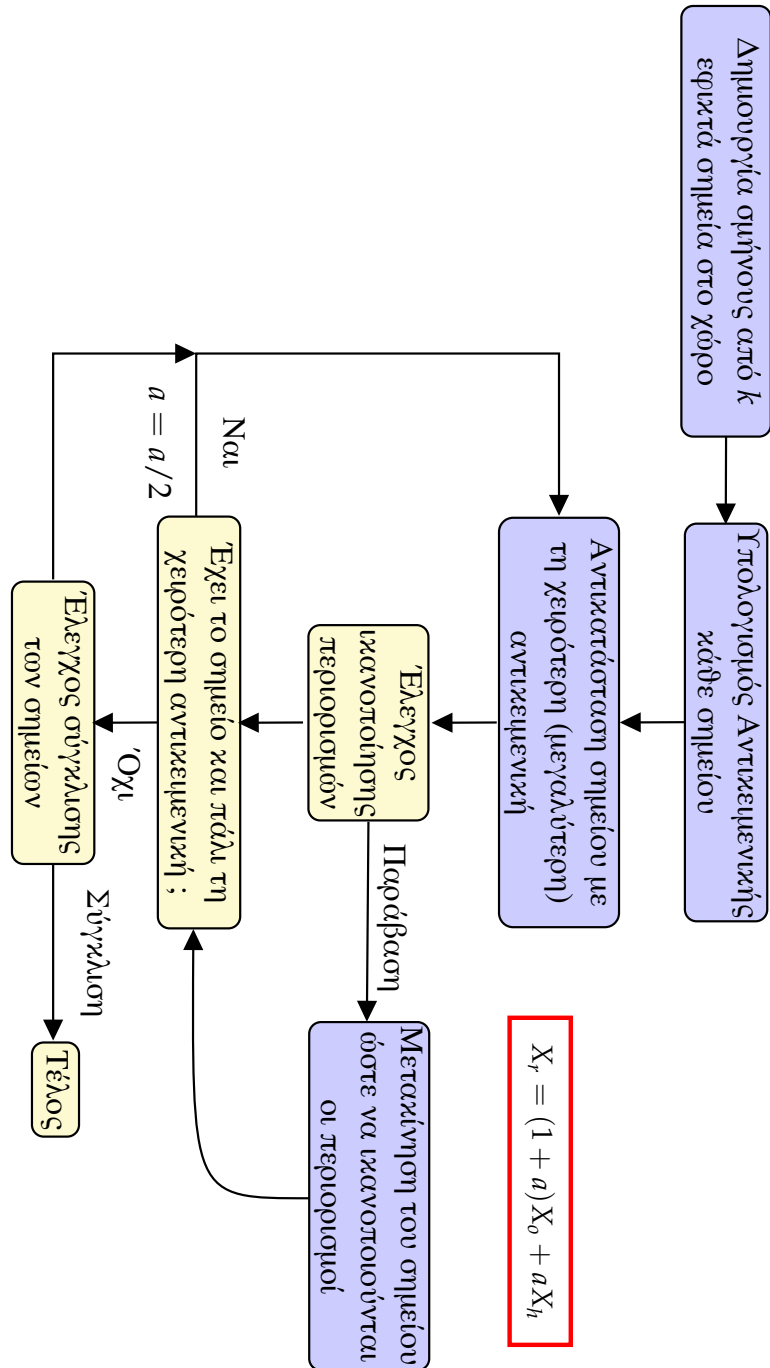 Δημιουργία σμήνους από k
εφικτά σημεία στο χώρο
Υπολογισμός Αντικειμενικής
κάθε σημείου
Αντικατάσταση σημείου με
τη χειρότερη (μεγαλύτερη)
αντικειμενική
X_r = (1 + a)X_o + aX_h
Έλεγχος
ικανοποίησης
περιορισμών
Παράβαση
Μετακίνηση του σημείου
ώστε να ικανοποιούνται
οι περιορισμοί
Ναι
a = a/2
Έχει το σημείο και πάλι τη
χειρότερη αντικειμενική ;
Όχι
Έλεγχος σύγκλισης
των σημείων
Σύγκλιση
Τέλος